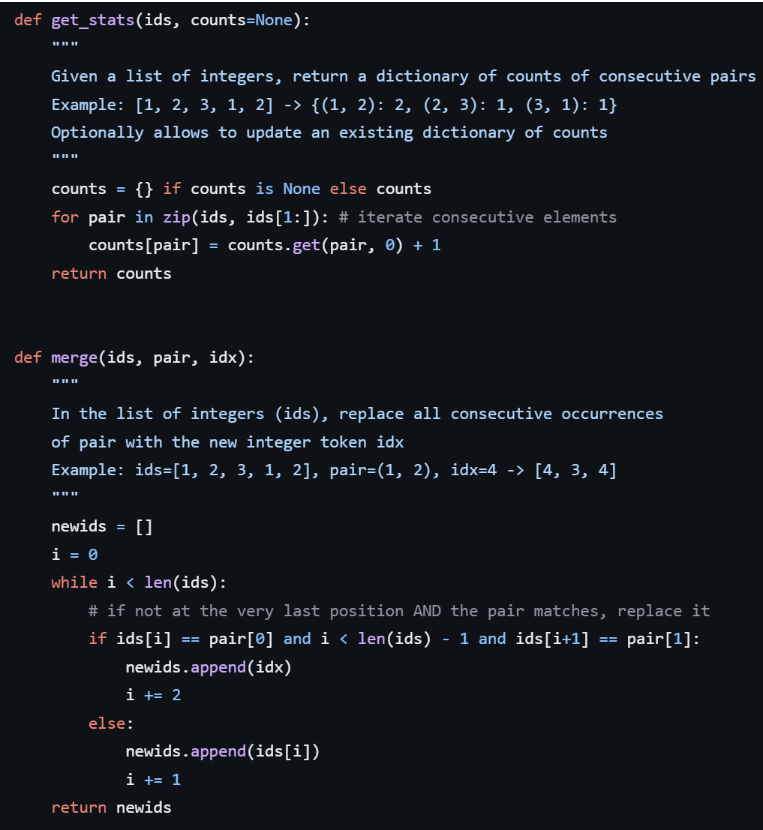 def get_stats(ids, counts=None):
    """
    Given a list of integers, return a dictionary of counts of consecutive pairs
    Example: [1, 2, 3, 1, 2] -> {(1, 2): 2, (2, 3): 1, (3, 1): 1}
    Optionally allows to update an existing dictionary of counts
    """
    counts = {} if counts is None else counts
    for pair in zip(ids, ids[1:]): # iterate consecutive elements
        counts[pair] = counts.get(pair, 0) + 1
    return counts


def merge(ids, pair, idx):
    """
    In the list of integers (ids), replace all consecutive occurrences
    of pair with the new integer token idx
    Example: ids=[1, 2, 3, 1, 2], pair=(1, 2), idx=4 -> [4, 3, 4]
    """
    newids = []
    i = 0
    while i < len(ids):
        # if not at the very last position AND the pair matches, replace it
        if ids[i] == pair[0] and i < len(ids) - 1 and ids[i+1] == pair[1]:
            newids.append(idx)
            i += 2
        else:
            newids.append(ids[i])
            i += 1
    return newids